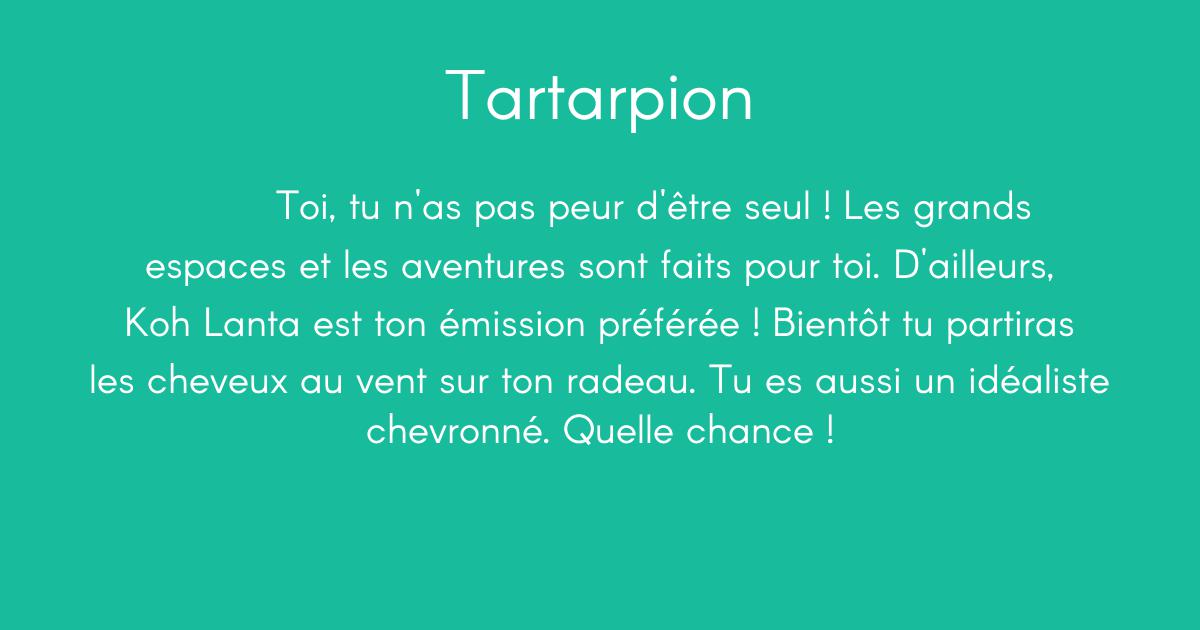 Tartarpion
Toi, tu n'as pas peur d'être seul ! Les grands
espaces et les aventures sont faits pour toi. D'ailleurs,
Koh Lanta est ton émission préférée ! Bientôt tu partiras
les cheveux au vent sur ton radeau. Tu es aussi un idéaliste
chevronné. Quelle chance !